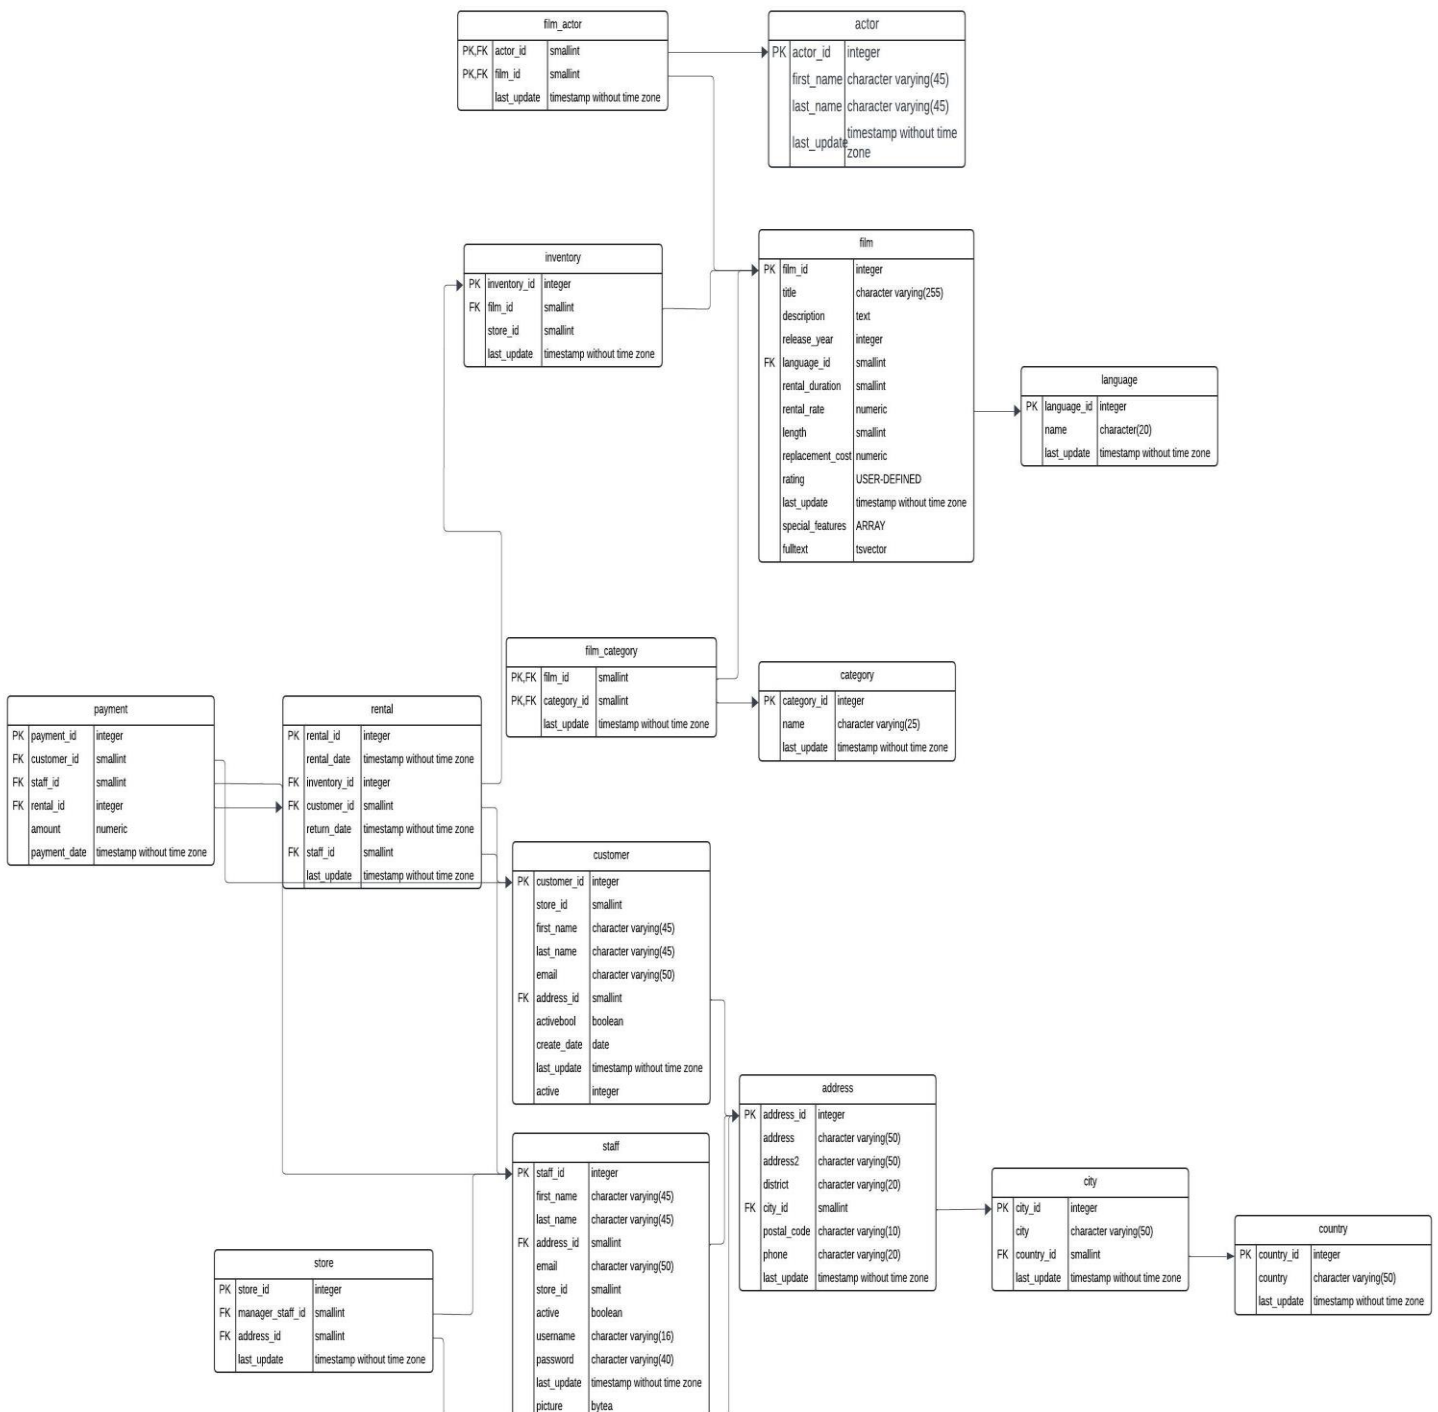 film_actor
PK,FK actor_id smallint
PK,FK film_id smallint
last_update timestamp without time zone
actor
PK actor_id integer
first_name character varying(45)
last_name character varying(45)
last_update timestamp without time
zone
inventory
PK inventory_id integer
FK film_id smallint
store_id smallint
last_update timestamp without time zone
film
PK film_id integer
title character varying(255)
description text
release_year integer
FK language_id smallint
rental_duration smallint
rental_rate numeric
length smallint
replacement_cost numeric
rating USER-DEFINED
last_update timestamp without time zone
special_features ARRAY
fulltext tsvector
language
PK language_id integer
name character(20)
last_update timestamp without time zone
film_category
PK,FK film_id smallint
PK,FK category_id smallint
last_update timestamp without time zone
category
PK category_id integer
name character varying(25)
last_update timestamp without time zone
payment
PK payment_id integer
FK customer_id smallint
FK staff_id smallint
FK rental_id integer
amount numeric
payment_date timestamp without time zone
rental
PK rental_id integer
rental_date timestamp without time zone
FK inventory_id integer
FK customer_id smallint
return_date timestamp without time zone
FK staff_id smallint
last_update timestamp without time zone
customer
PK customer_id integer
store_id smallint
first_name character varying(45)
last_name character varying(45)
email character varying(50)
FK address_id smallint
activebool boolean
create_date date
last_update timestamp without time zone
active integer
address
PK address_id integer
address character varying(50)
address2 character varying(50)
district character varying(20)
FK city_id smallint
postal_code character varying(10)
phone character varying(20)
last_update timestamp without time zone
staff
PK staff_id integer
first_name character varying(45)
last_name character varying(45)
FK address_id smallint
email character varying(50)
store_id smallint
active boolean
username character varying(16)
password character varying(40)
last_update timestamp without time zone
picture bytea
city
PK city_id integer
city character varying(50)
FK country_id smallint
last_update timestamp without time zone
country
PK country_id integer
country character varying(50)
last_update timestamp without time zone
store
PK store_id integer
FK manager_staff_id smallint
FK address_id smallint
last_update timestamp without time zone